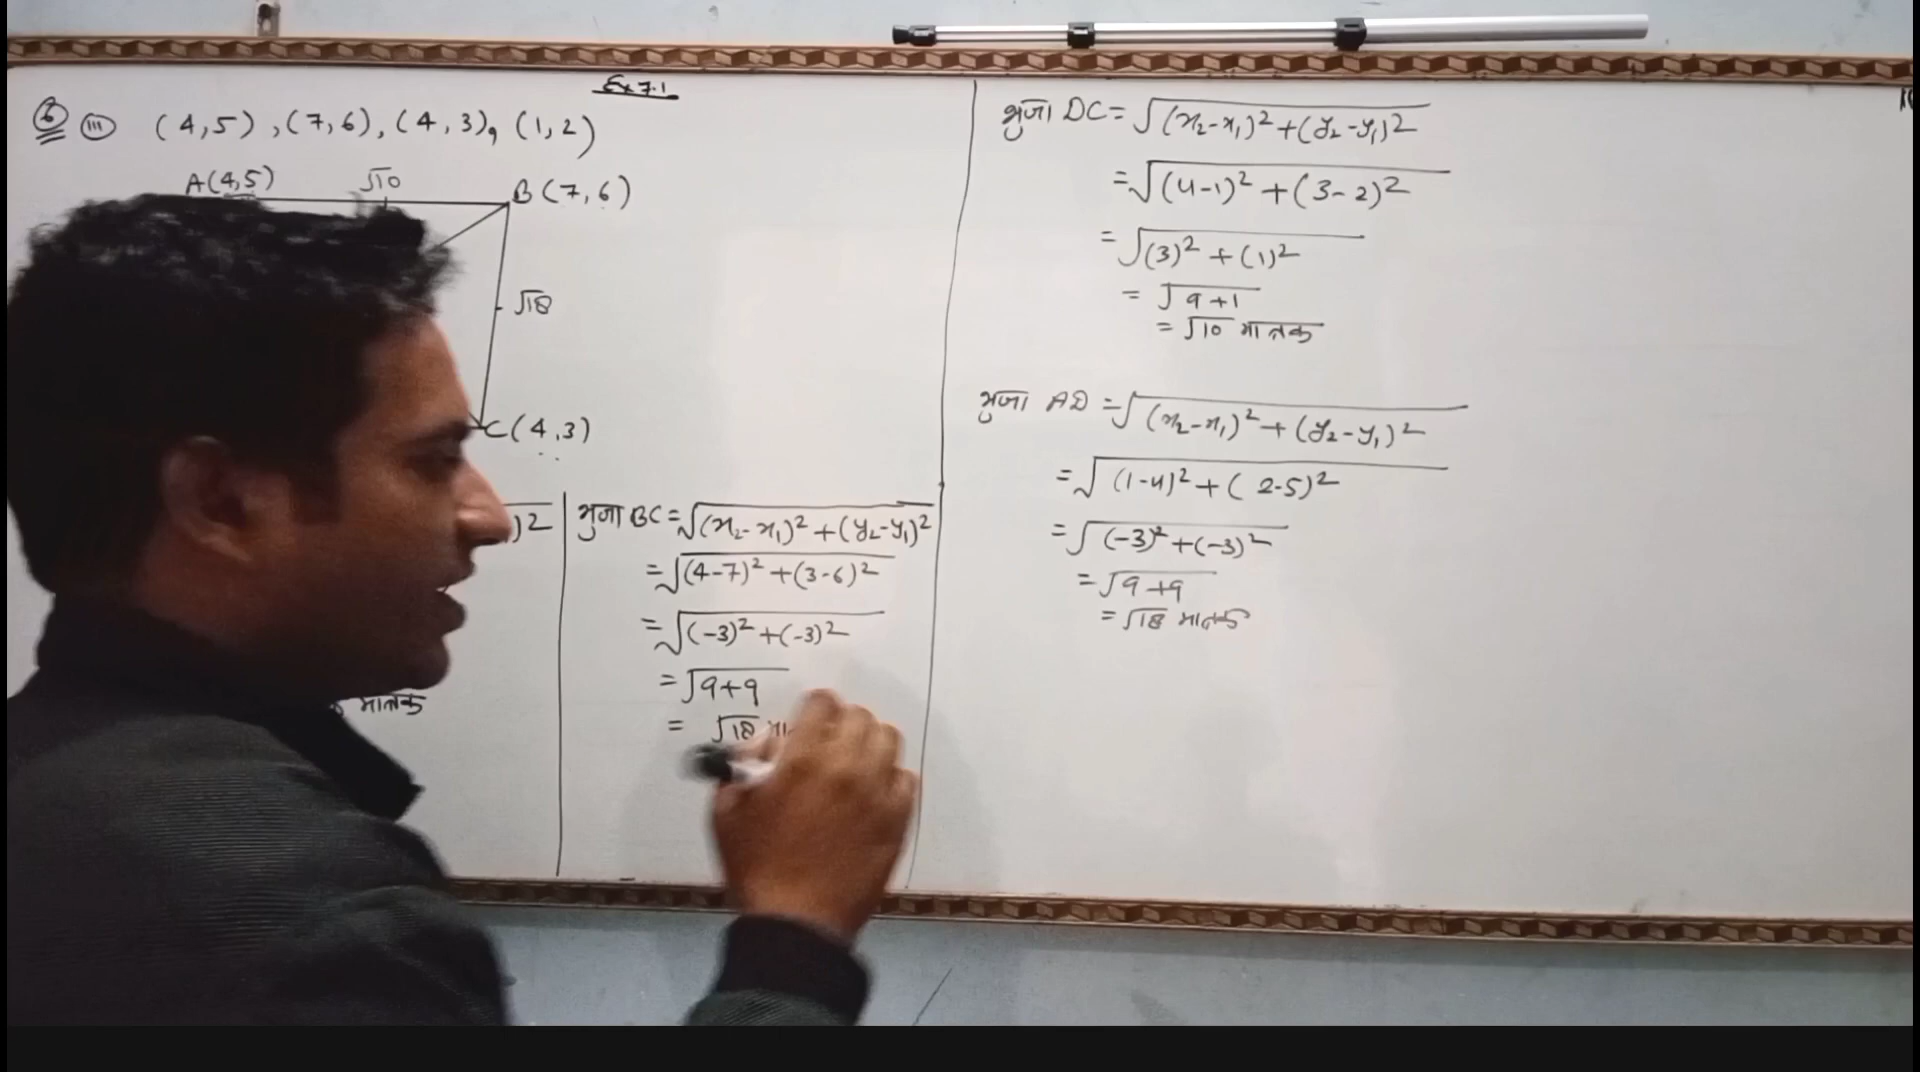 Ex 7.1
6 (iii) (4,5), (7,6), (4,3), (1,2)
A(4,5) √10 B(7,6)
√18
C(4,3)
)²
मात्रक
भुजा BC = √(x₂-x₁)² + (y₂-y₁)²
= √(4-7)² + (3-6)²
= √(-3)² + (-3)²
= √9+9
= √18 मा
भुजा DC = √(x₂-x₁)² + (y₂-y₁)²
= √(4-1)² + (3-2)²
= √(3)² + (1)²
= √9+1
= √10 मात्रक
भुजा AD = √(x₂-x₁)² + (y₂-y₁)²
= √(1-4)² + (2-5)²
= √(-3)² + (-3)²
= √9+9
= √18 मात्रक